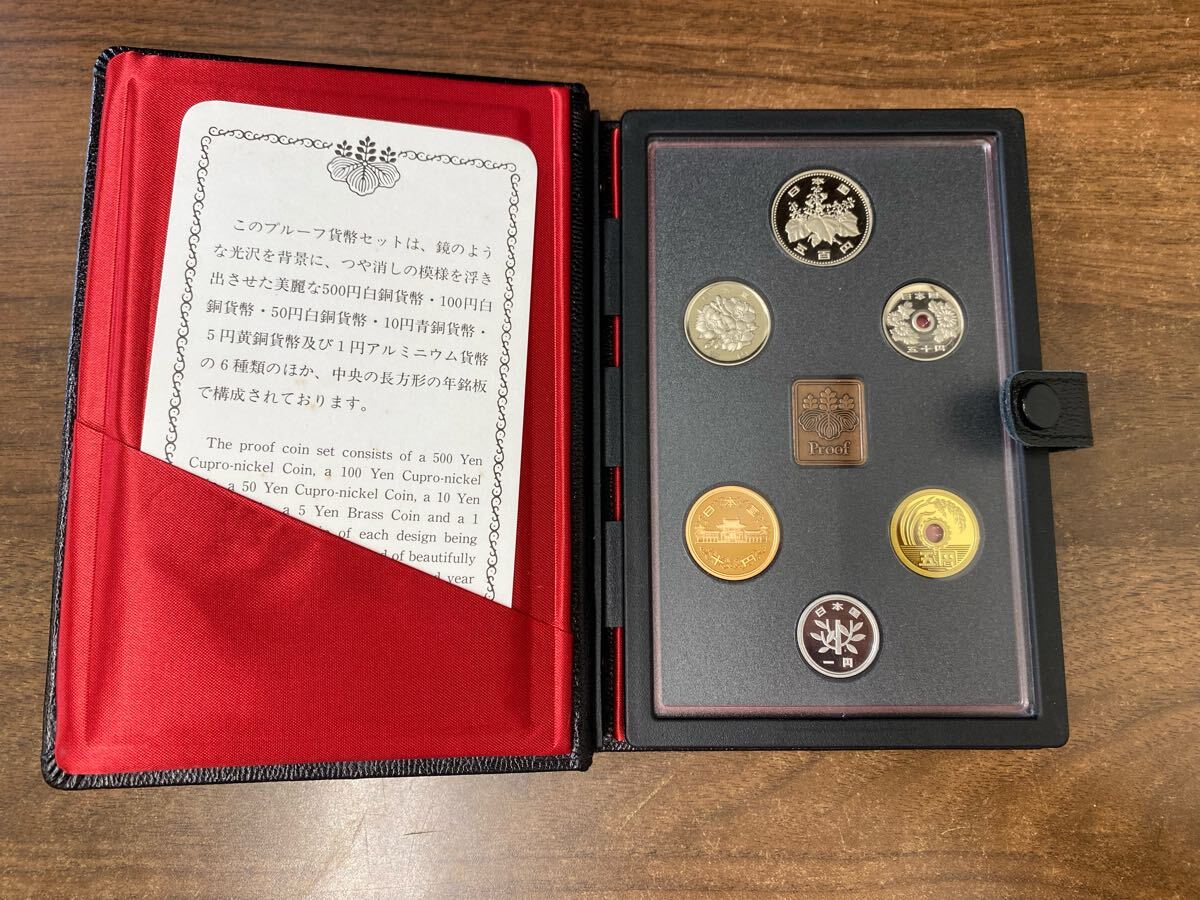 このプルーフ貨幣セットは、鏡のよう
な光沢を背景に、つや消しの模様を浮き
出させた美麗な500円白銅貨幣・100円白
銅貨幣・50円白銅貨幣・10円青銅貨幣・
5円黄銅貨幣及び1円アルミニウム貨幣
の6種類のほか、中央の長方形の年銘板
で構成されております。
The proof coin set consists of a 500 Yen
Cupro-nickel Coin, a 100 Yen Cupro-nickel
a 50 Yen Cupro-nickel Coin, a 10 Yen
a 5 Yen Brass Coin and a 1
of each design being
of beautifully
year
日本国
五百円
日本国
五十円
Proof
日本国
十円
五円
日本国
一円